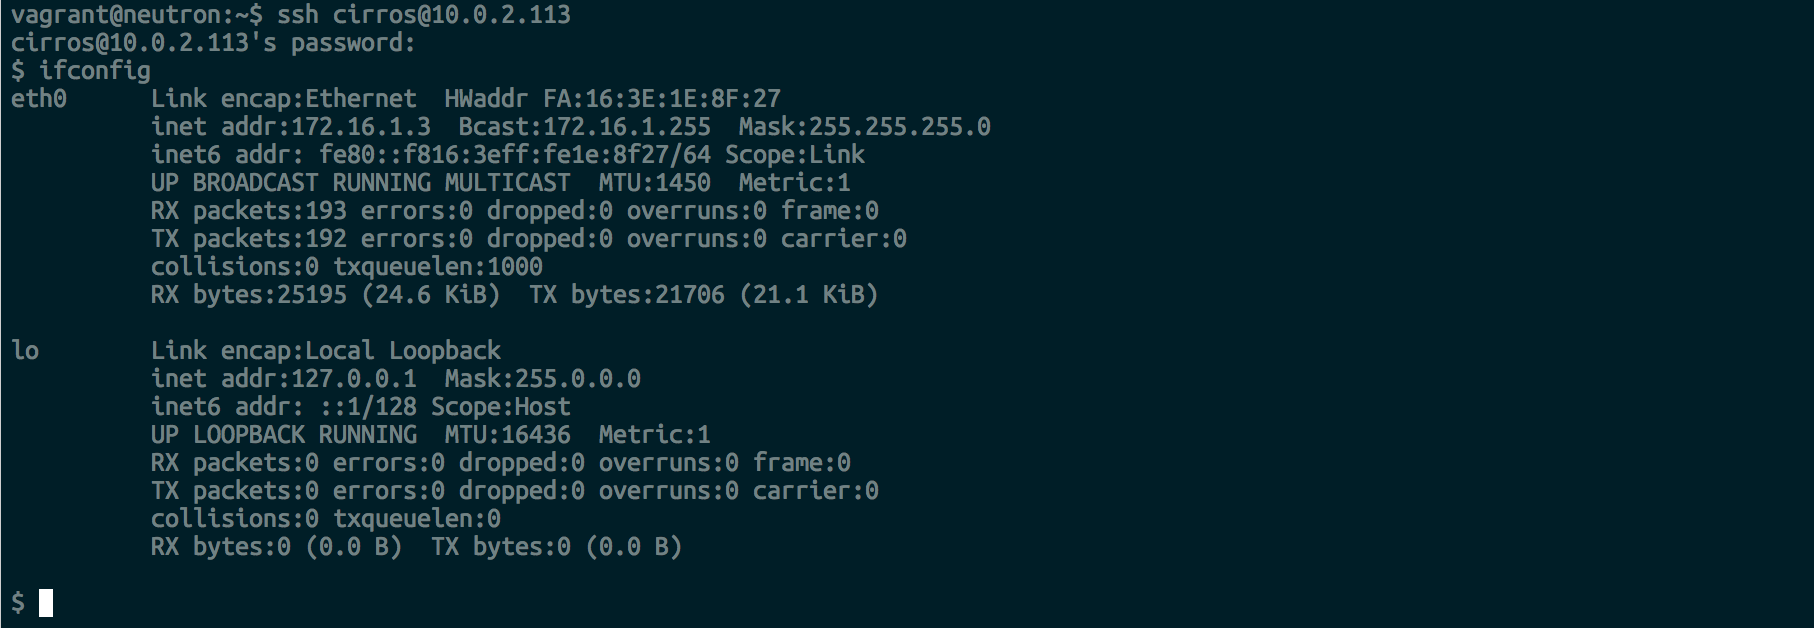 vagrant@neutron:~$ ssh cirros@10.0.2.113
cirros@10.0.2.113's password:
$ ifconfig
eth0      Link encap:Ethernet  HWaddr FA:16:3E:1E:8F:27
          inet addr:172.16.1.3  Bcast:172.16.1.255  Mask:255.255.255.0
          inet6 addr: fe80::f816:3eff:fe1e:8f27/64 Scope:Link
          UP BROADCAST RUNNING MULTICAST  MTU:1450  Metric:1
          RX packets:193 errors:0 dropped:0 overruns:0 frame:0
          TX packets:192 errors:0 dropped:0 overruns:0 carrier:0
          collisions:0 txqueuelen:1000
          RX bytes:25195 (24.6 KiB)  TX bytes:21706 (21.1 KiB)

lo        Link encap:Local Loopback
          inet addr:127.0.0.1  Mask:255.0.0.0
          inet6 addr: ::1/128 Scope:Host
          UP LOOPBACK RUNNING  MTU:16436  Metric:1
          RX packets:0 errors:0 dropped:0 overruns:0 frame:0
          TX packets:0 errors:0 dropped:0 overruns:0 carrier:0
          collisions:0 txqueuelen:0
          RX bytes:0 (0.0 B)  TX bytes:0 (0.0 B)

$